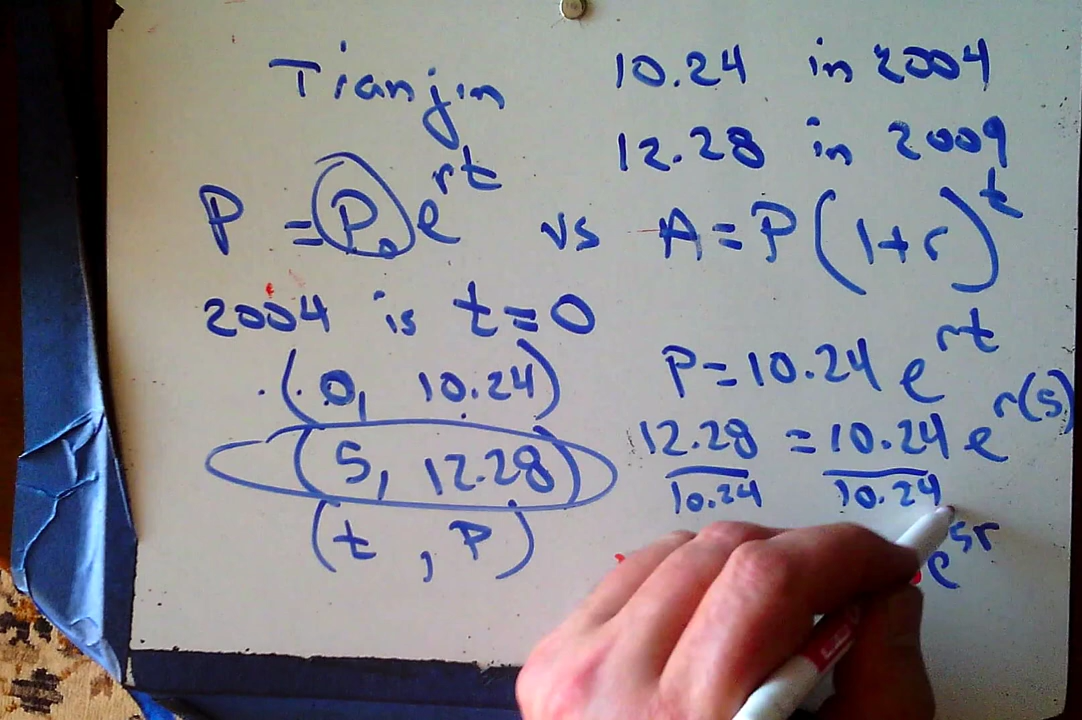 Tianjin 10.24 in 2004
12.28 in 2009
P = P₀ e^rt vs A = P(1+r)^t
2004 is t = 0
(0, 10.24) P = 10.24 e^rt
(5, 12.28) 12.28 = 10.24 e^r(5)
10.24 10.24
(t, P) e^5r